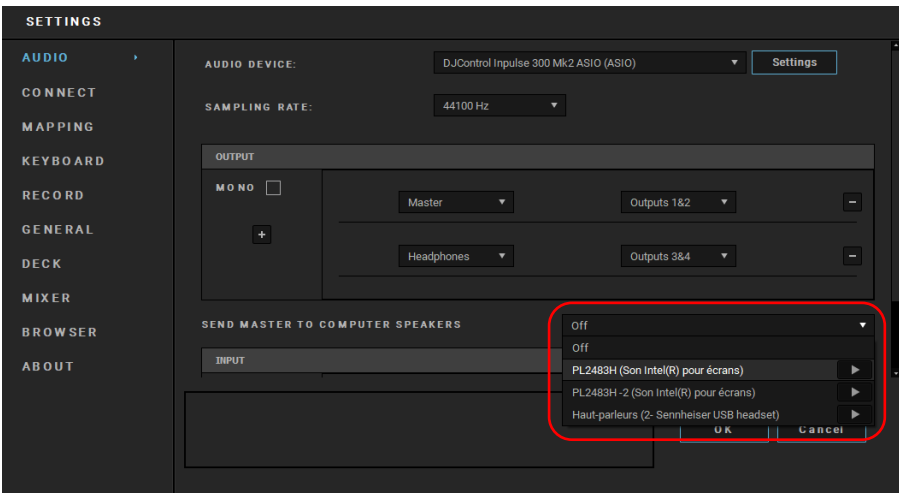 SETTINGS
AUDIO
CONNECT
MAPPING
KEYBOARD
RECORD
GENERAL
DECK
MIXER
BROWSER
ABOUT
AUDIO DEVICE:
DJControl Inpulse 300 Mk2 ASIO (ASIO)
Settings
SAMPLING RATE:
44100 Hz
OUTPUT
MONO
+
Master
Outputs 1&2
−
Headphones
Outputs 3&4
−
SEND MASTER TO COMPUTER SPEAKERS
Off
Off
PL2483H (Son Intel(R) pour écrans)
PL2483H -2 (Son Intel(R) pour écrans)
Haut-parleurs (2- Sennheiser USB headset)
INPUT
OK
Cancel